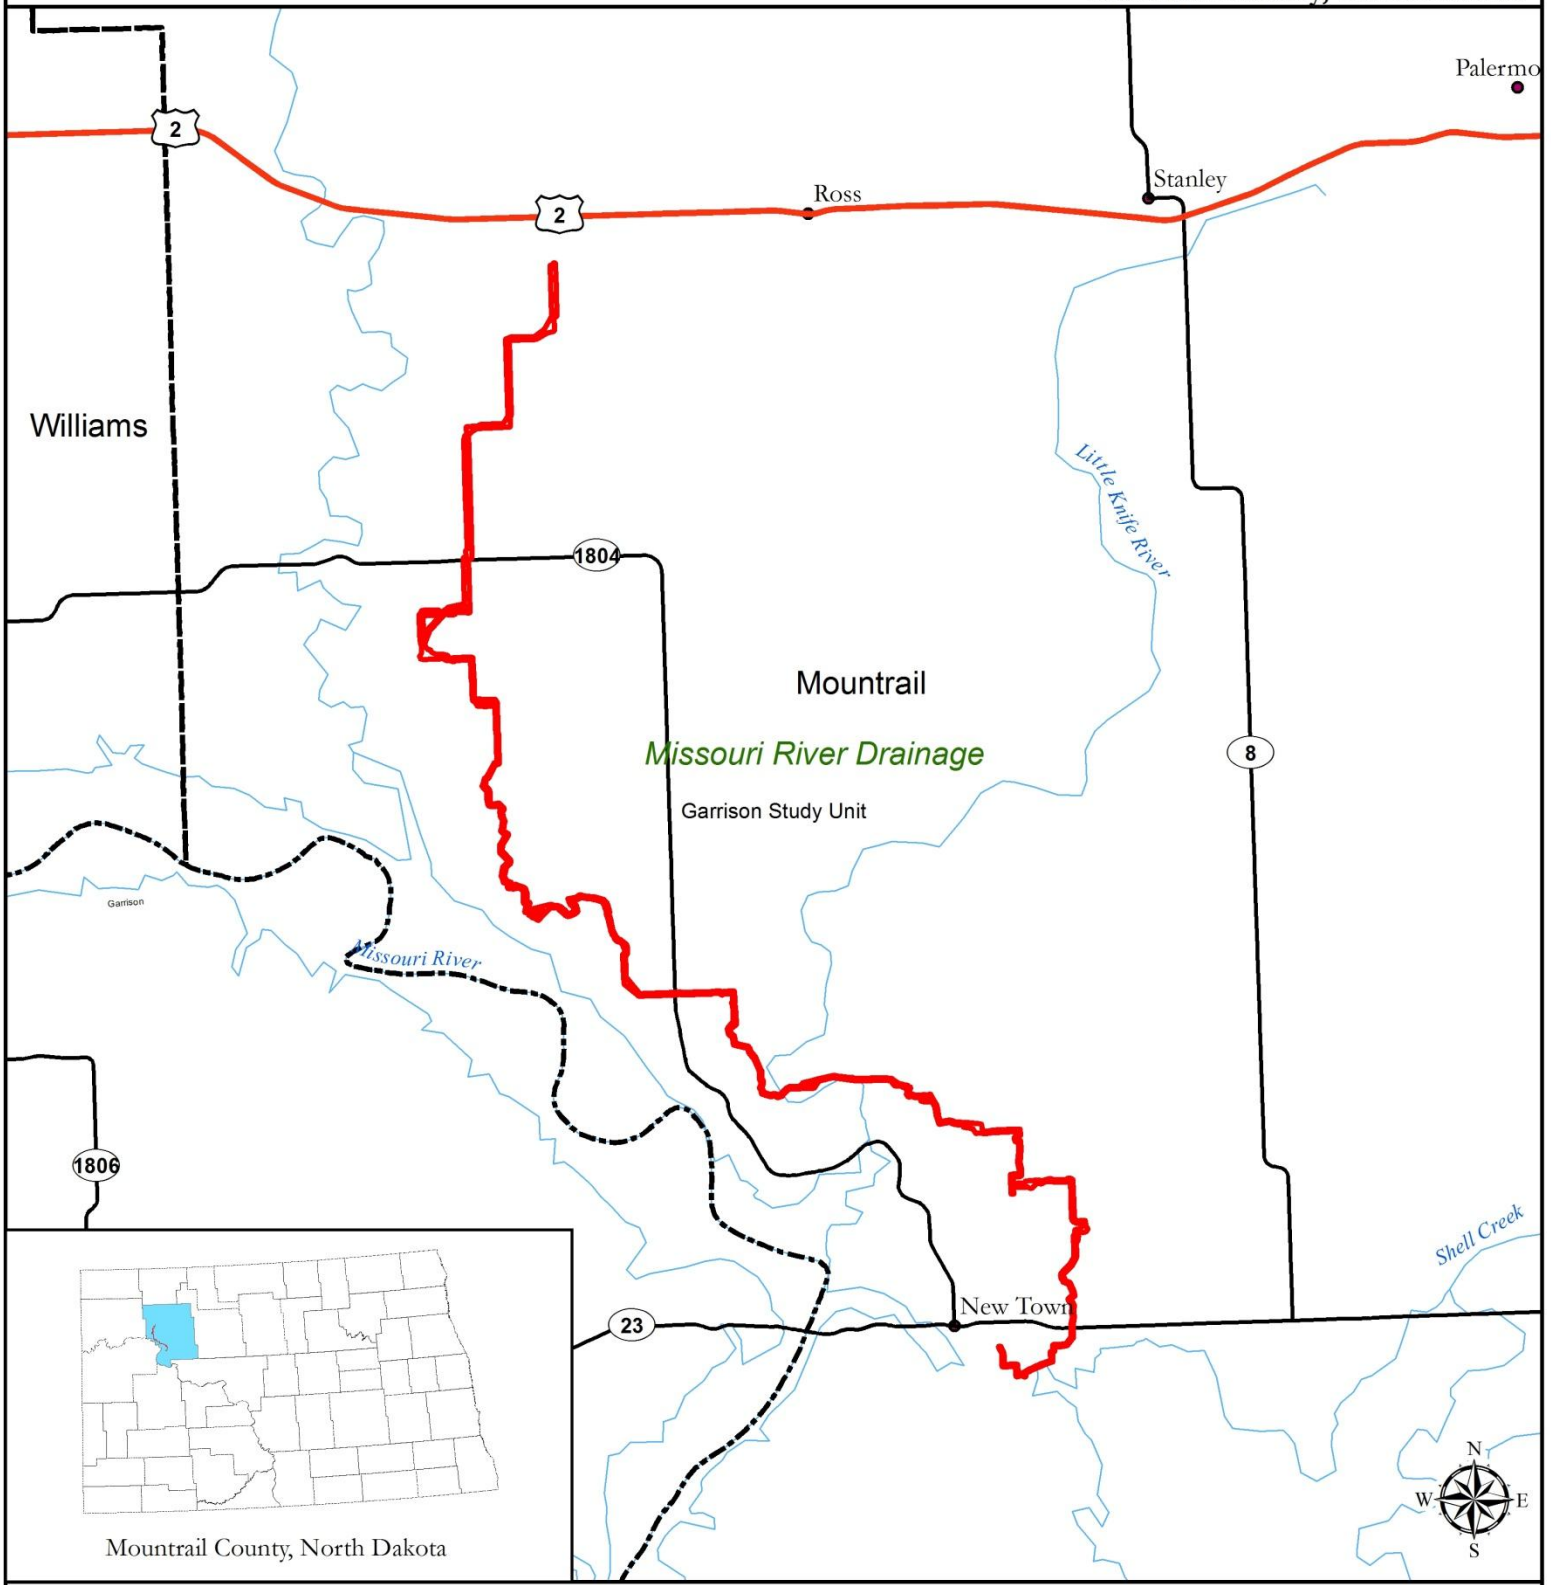 Palermo
2
Stanley
Ross
2
Williams
Little Knife River
1804
Mountrail
Missouri River Drainage
8
Garrison Study Unit
Garrison
Missouri River
1806
Shell Creek
New Town
23
N
W E
S
Mountrail County, North Dakota